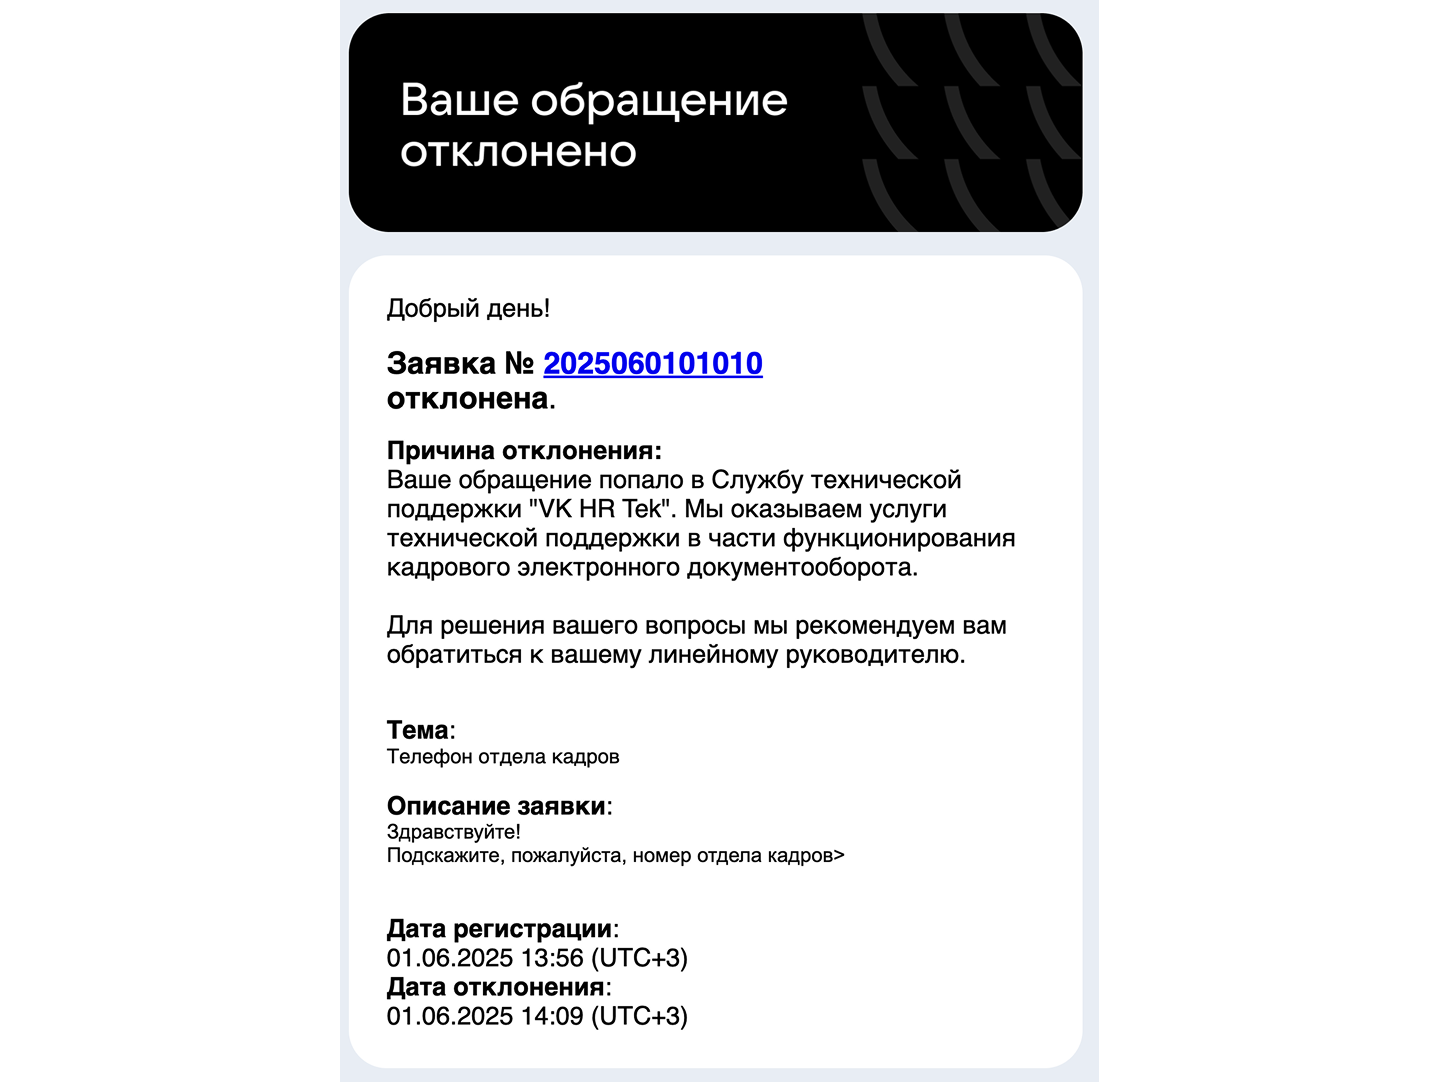 Ваше обращение
отклонено
Добрый день!
Заявка № 2025060101010
отклонена.
Причина отклонения:
Ваше обращение попало в Службу технической
поддержки "VK HR Tek". Мы оказываем услуги
технической поддержки в части функционирования
кадрового электронного документооборота.
Для решения вашего вопросы мы рекомендуем вам
обратиться к вашему линейному руководителю.
Тема:
Телефон отдела кадров
Описание заявки:
Здравствуйте!
Подскажите, пожалуйста, номер отдела кадров>
Дата регистрации:
01.06.2025 13:56 (UTC+3)
Дата отклонения:
01.06.2025 14:09 (UTC+3)